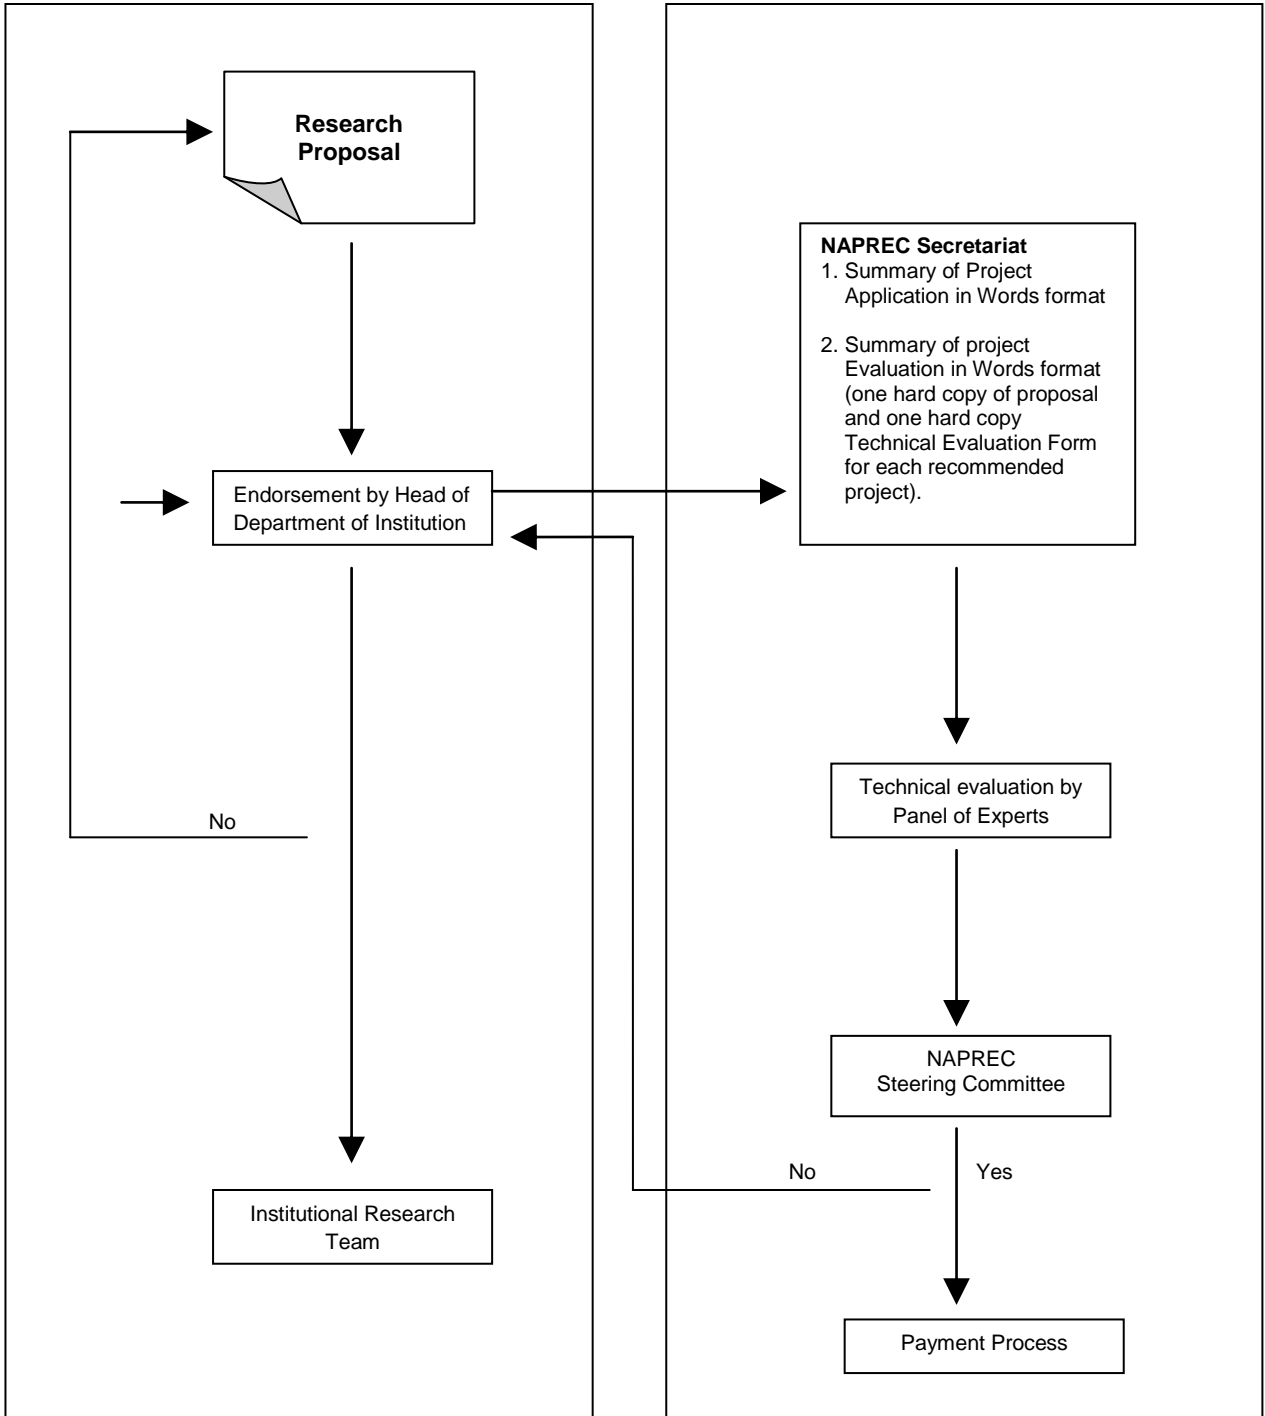 Research
Proposal
Endorsement by Head of
Department of Institution
No
Institutional Research
Team
NAPREC Secretariat
1. Summary of Project
Application in Words format
2. Summary of project
Evaluation in Words format
(one hard copy of proposal
and one hard copy
Technical Evaluation Form
for each recommended
project).
Technical evaluation by
Panel of Experts
NAPREC
Steering Committee
No
Yes
Payment Process